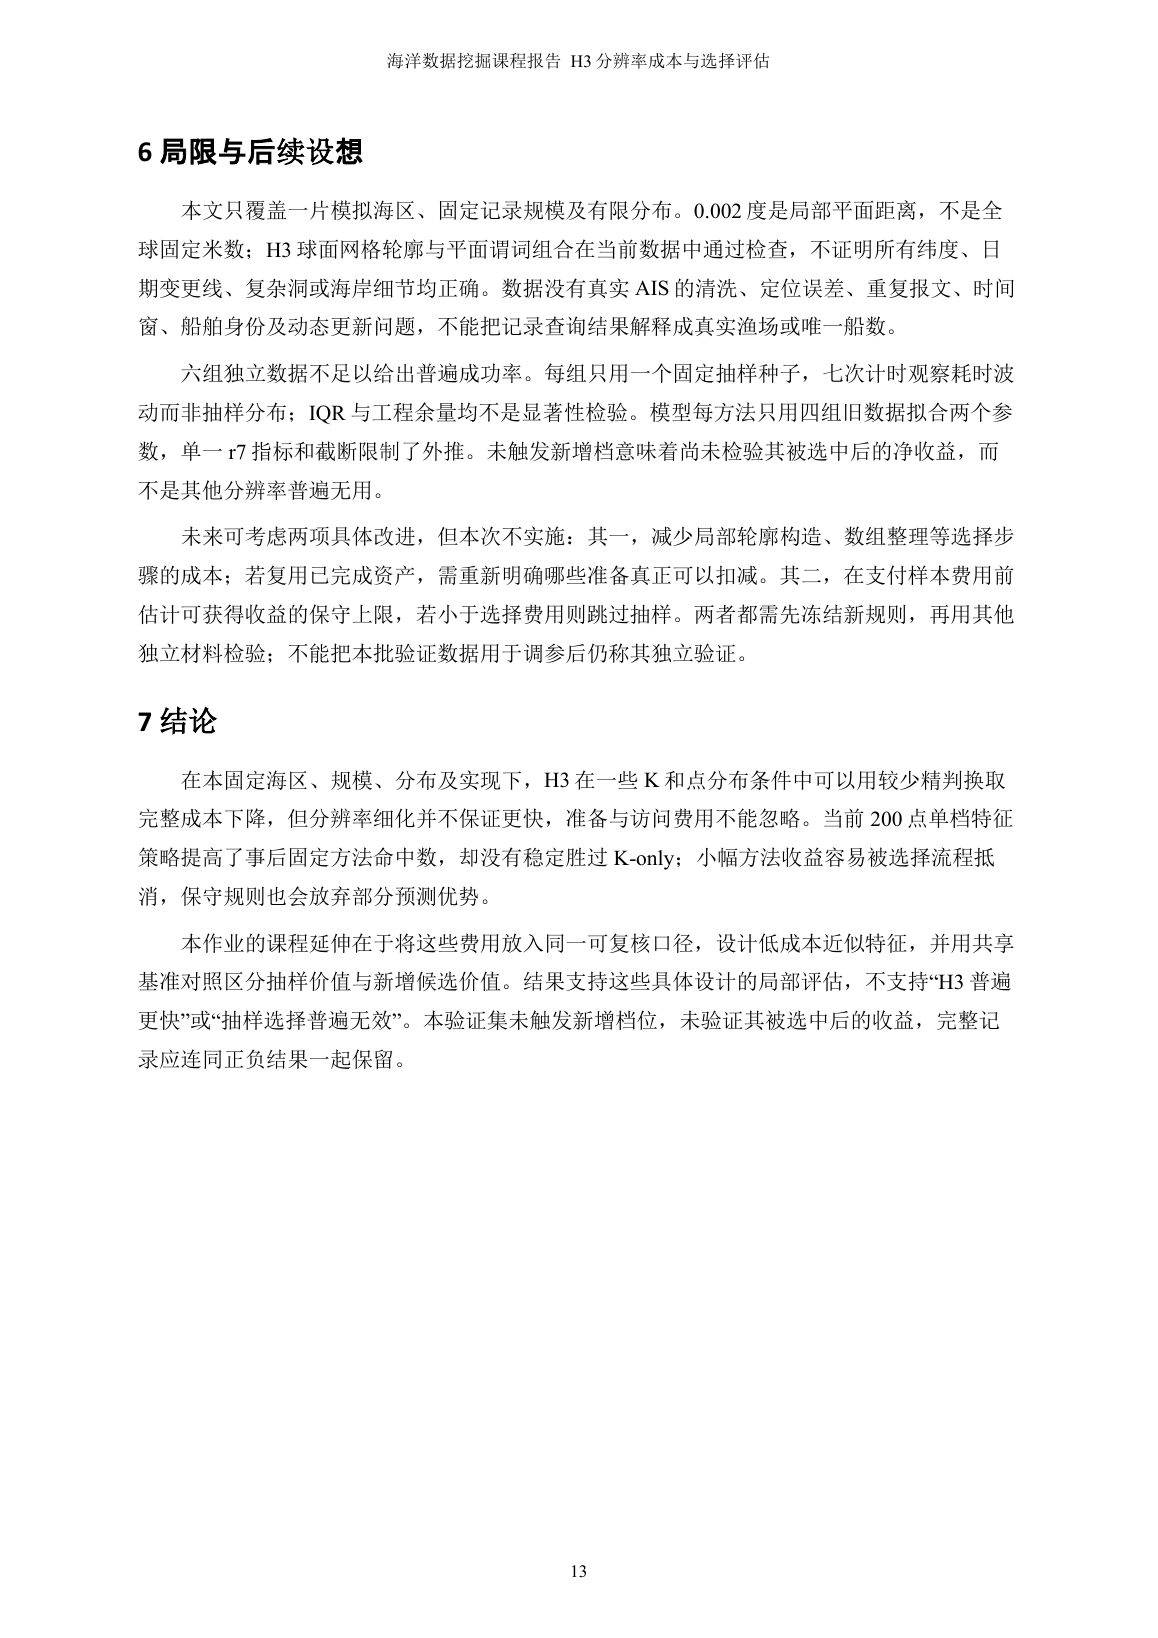 海洋数据挖掘课程报告 H3 分辨率成本与选择评估
6 局限与后续设想
本文只覆盖一片模拟海区、固定记录规模及有限分布。0.002 度是局部平面距离，不是全
球固定米数；H3 球面网格轮廓与平面谓词组合在当前数据中通过检查，不证明所有纬度、日
期变更线、复杂洞或海岸细节均正确。数据没有真实 AIS 的清洗、定位误差、重复报文、时间
窗、船舶身份及动态更新问题，不能把记录查询结果解释成真实渔场或唯一船数。
六组独立数据不足以给出普遍成功率。每组只用一个固定抽样种子，七次计时观察耗时波
动而非抽样分布；IQR 与工程余量均不是显著性检验。模型每方法只用四组旧数据拟合两个参
数，单一 r7 指标和截断限制了外推。未触发新增档意味着尚未检验其被选中后的净收益，而
不是其他分辨率普遍无用。
未来可考虑两项具体改进，但本次不实施：其一，减少局部轮廓构造、数组整理等选择步
骤的成本；若复用已完成资产，需重新明确哪些准备真正可以扣减。其二，在支付样本费用前
估计可获得收益的保守上限，若小于选择费用则跳过抽样。两者都需先冻结新规则，再用其他
独立材料检验；不能把本批验证数据用于调参后仍称其独立验证。
7 结论
在本固定海区、规模、分布及实现下，H3 在一些 K 和点分布条件中可以用较少精判换取
完整成本下降，但分辨率细化并不保证更快，准备与访问费用不能忽略。当前 200 点单档特征
策略提高了事后固定方法命中数，却没有稳定胜过 K-only；小幅方法收益容易被选择流程抵
消，保守规则也会放弃部分预测优势。
本作业的课程延伸在于将这些费用放入同一可复核口径，设计低成本近似特征，并用共享
基准对照区分抽样价值与新增候选价值。结果支持这些具体设计的局部评估，不支持“H3 普遍
更快”或“抽样选择普遍无效”。本验证集未触发新增档位，未验证其被选中后的收益，完整记
录应连同正负结果一起保留。
13